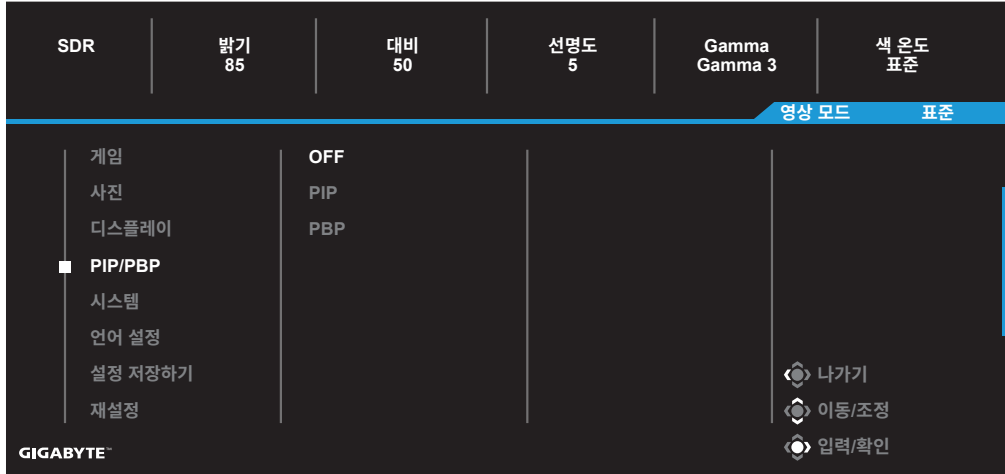 SDR
밝기
85
대비
50
선명도
5
Gamma
Gamma 3
색 온도
표준
영상 모드 표준
게임
사진
디스플레이
PIP/PBP
시스템
언어 설정
설정 저장하기
재설정
OFF
PIP
PBP
나가기
이동/조정
입력/확인
GIGABYTE™